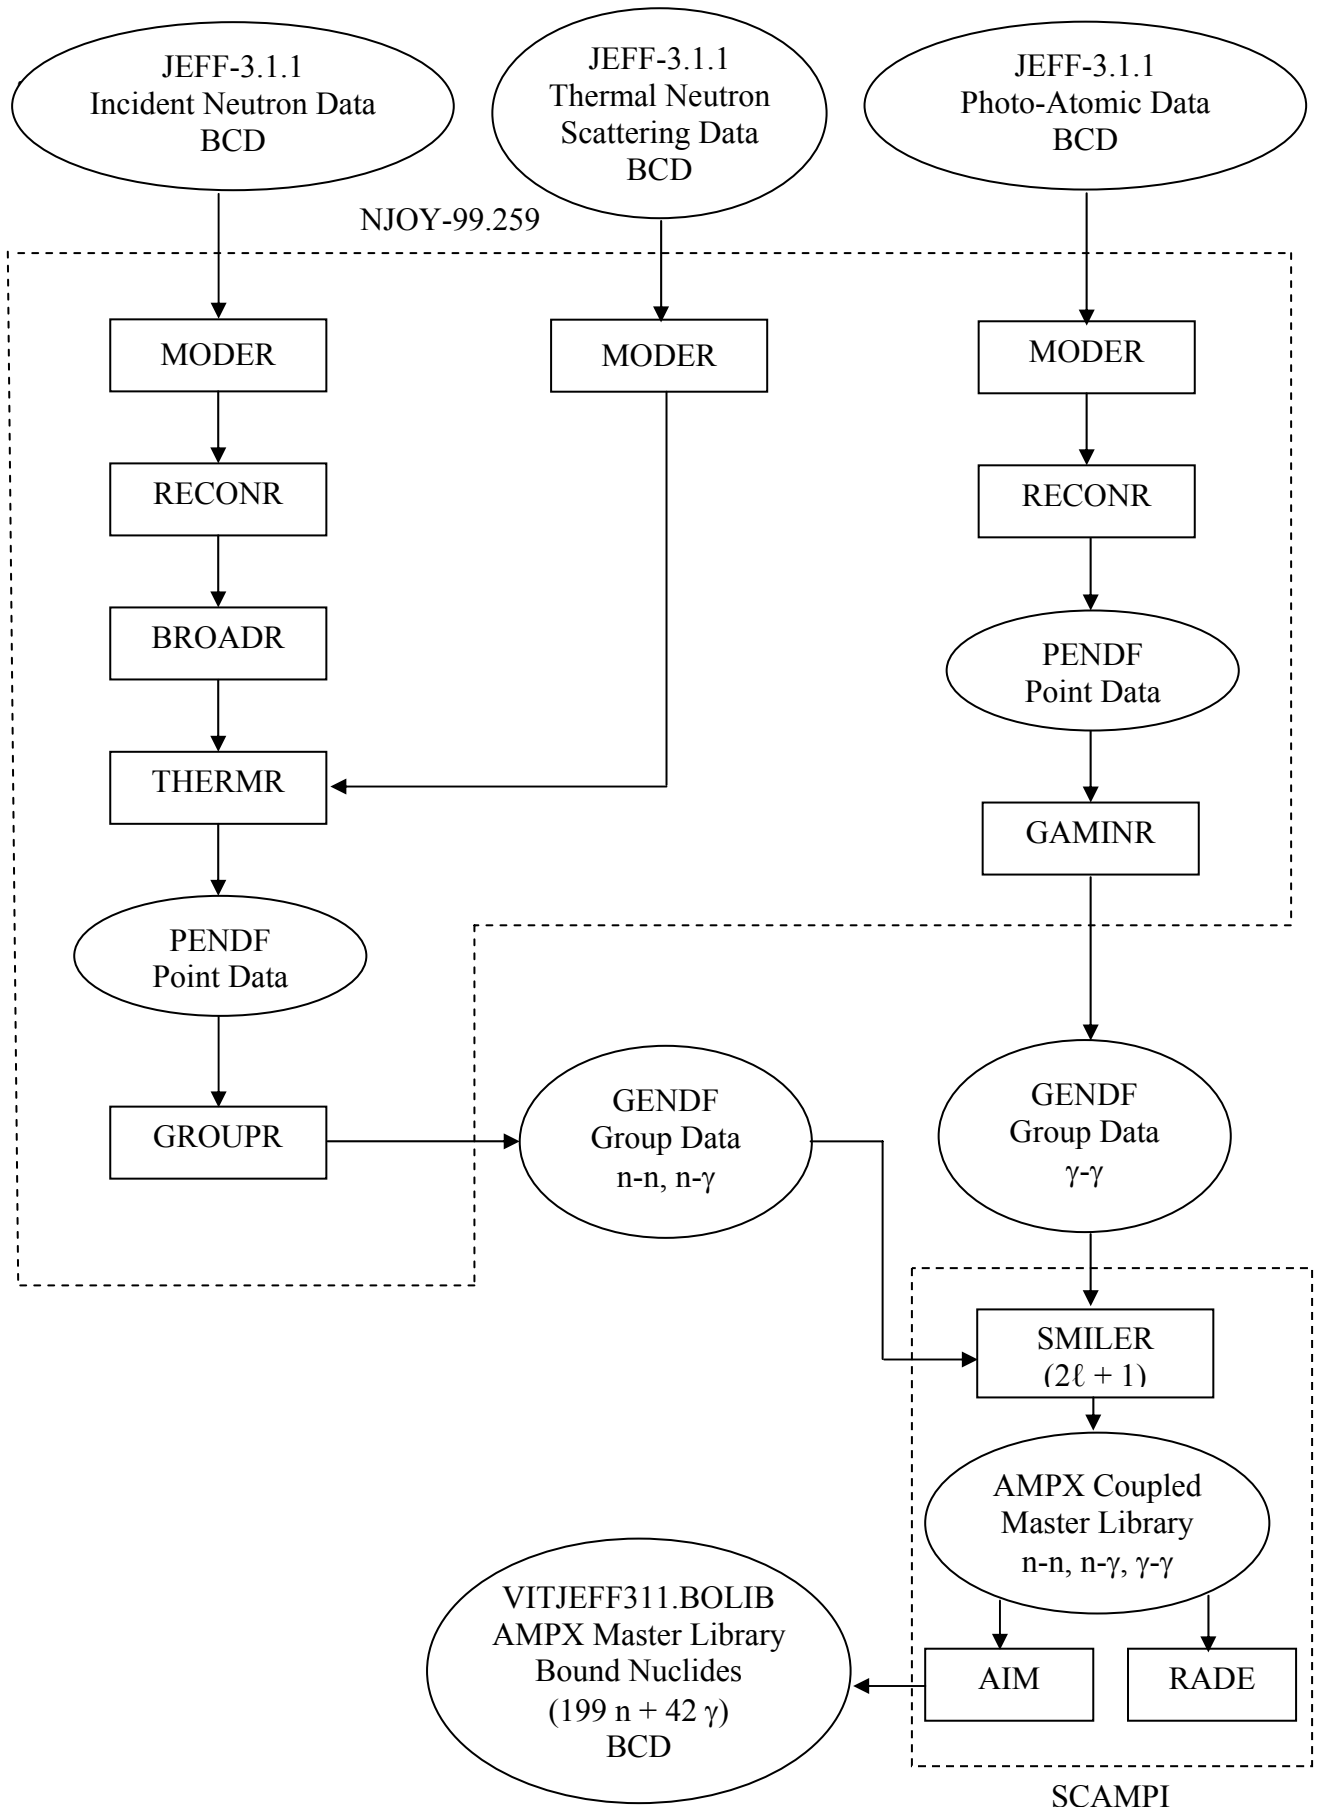 JEFF-3.1.1
Incident Neutron Data
BCD
JEFF-3.1.1
Thermal Neutron
Scattering Data
BCD
JEFF-3.1.1
Photo-Atomic Data
BCD
NJOY-99.259
MODER
MODER
MODER
RECONR
RECONR
BROADR
PENDF
Point Data
THERMR
GAMINR
PENDF
Point Data
GROUPR
GENDF
Group Data
n-n, n-γ
GENDF
Group Data
γ-γ
SMILER
(2ℓ + 1)
AMPX Coupled
Master Library
n-n, n-γ, γ-γ
VITJEFF311.BOLIB
AMPX Master Library
Bound Nuclides
(199 n + 42 γ)
BCD
AIM
RADE
SCAMPI